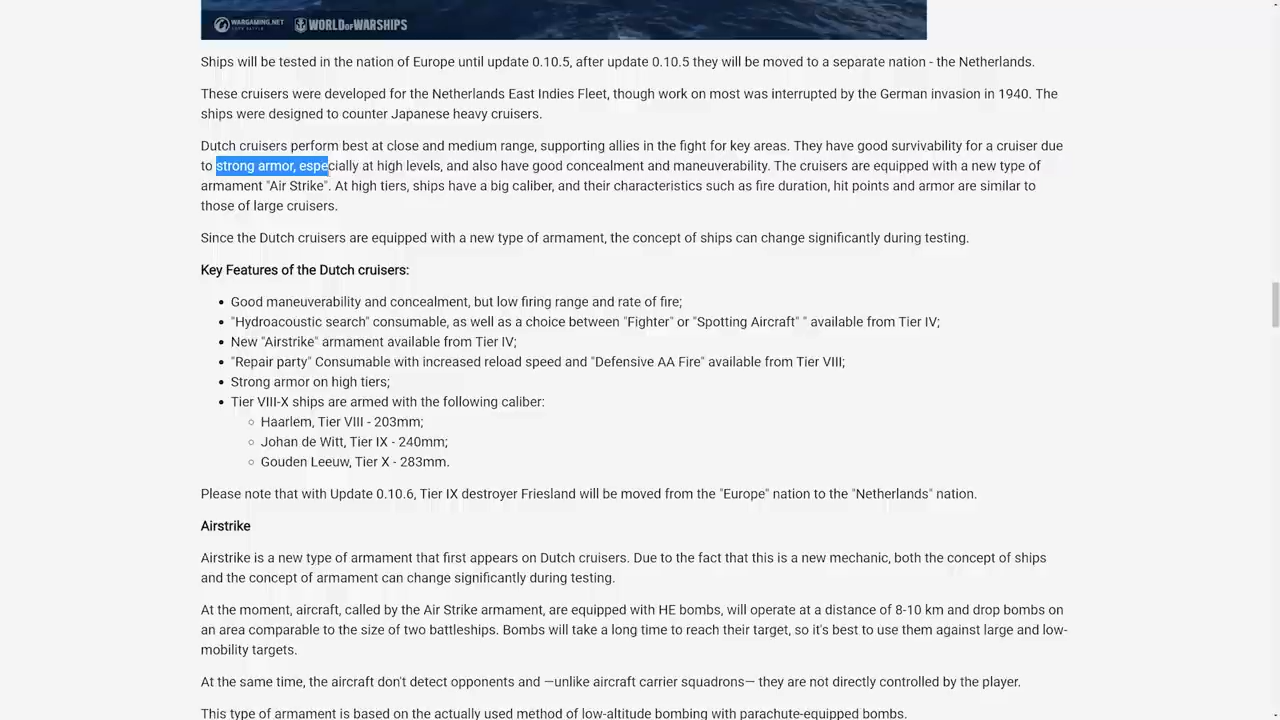 WARGAMING.NET
WORLD OF WARSHIPS
Ships will be tested in the nation of Europe until update 0.10.5, after update 0.10.5 they will be moved to a separate nation - the Netherlands.
These cruisers were developed for the Netherlands East Indies Fleet, though work on most was interrupted by the German invasion in 1940. The
ships were designed to counter Japanese heavy cruisers.
Dutch cruisers perform best at close and medium range, supporting allies in the fight for key areas. They have good survivability for a cruiser due
to strong armor, especially at high levels, and also have good concealment and maneuverability. The cruisers are equipped with a new type of
armament "Air Strike". At high tiers, ships have a big caliber, and their characteristics such as fire duration, hit points and armor are similar to
those of large cruisers.
Since the Dutch cruisers are equipped with a new type of armament, the concept of ships can change significantly during testing.
Key Features of the Dutch cruisers:
• Good maneuverability and concealment, but low firing range and rate of fire;
• "Hydroacoustic search" consumable, as well as a choice between "Fighter" or "Spotting Aircraft" " available from Tier IV;
• New "Airstrike" armament available from Tier IV;
• "Repair party" Consumable with increased reload speed and "Defensive AA Fire" available from Tier VIII;
• Strong armor on high tiers;
• Tier VIII-X ships are armed with the following caliber:
◦ Haarlem, Tier VIII - 203mm;
◦ Johan de Witt, Tier IX - 240mm;
◦ Gouden Leeuw, Tier X - 283mm.
Please note that with Update 0.10.6, Tier IX destroyer Friesland will be moved from the "Europe" nation to the "Netherlands" nation.
Airstrike
Airstrike is a new type of armament that first appears on Dutch cruisers. Due to the fact that this is a new mechanic, both the concept of ships
and the concept of armament can change significantly during testing.
At the moment, aircraft, called by the Air Strike armament, are equipped with HE bombs, will operate at a distance of 8-10 km and drop bombs on
an area comparable to the size of two battleships. Bombs will take a long time to reach their target, so it's best to use them against large and low-
mobility targets.
At the same time, the aircraft don't detect opponents and —unlike aircraft carrier squadrons— they are not directly controlled by the player.
This type of armament is based on the actually used method of low-altitude bombing with parachute-equipped bombs.